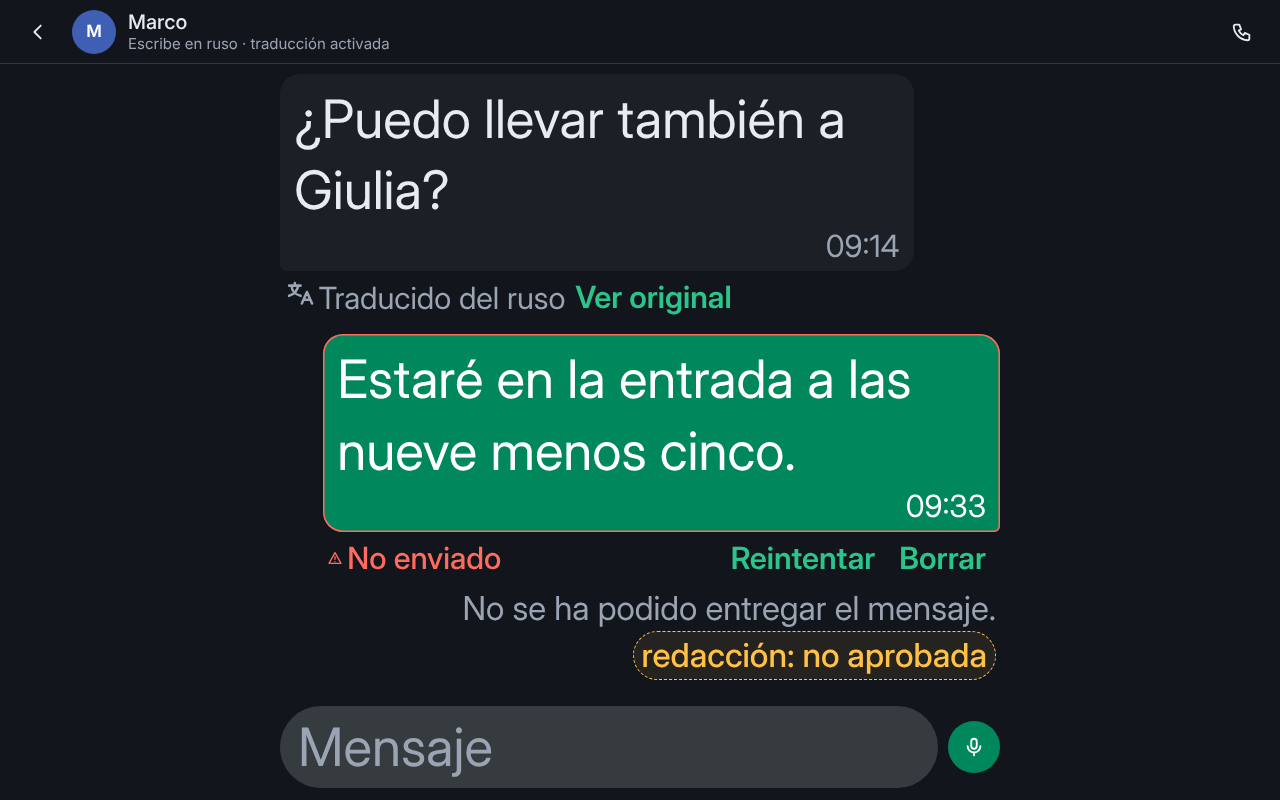 M
Marco
Escribe en ruso · traducción activada
¿Puedo llevar también a
Giulia?
09:14
Traducido del ruso Ver original
Estaré en la entrada a las
nueve menos cinco.
09:33
No enviado Reintentar Borrar
No se ha podido entregar el mensaje.
redacción: no aprobada
Mensaje